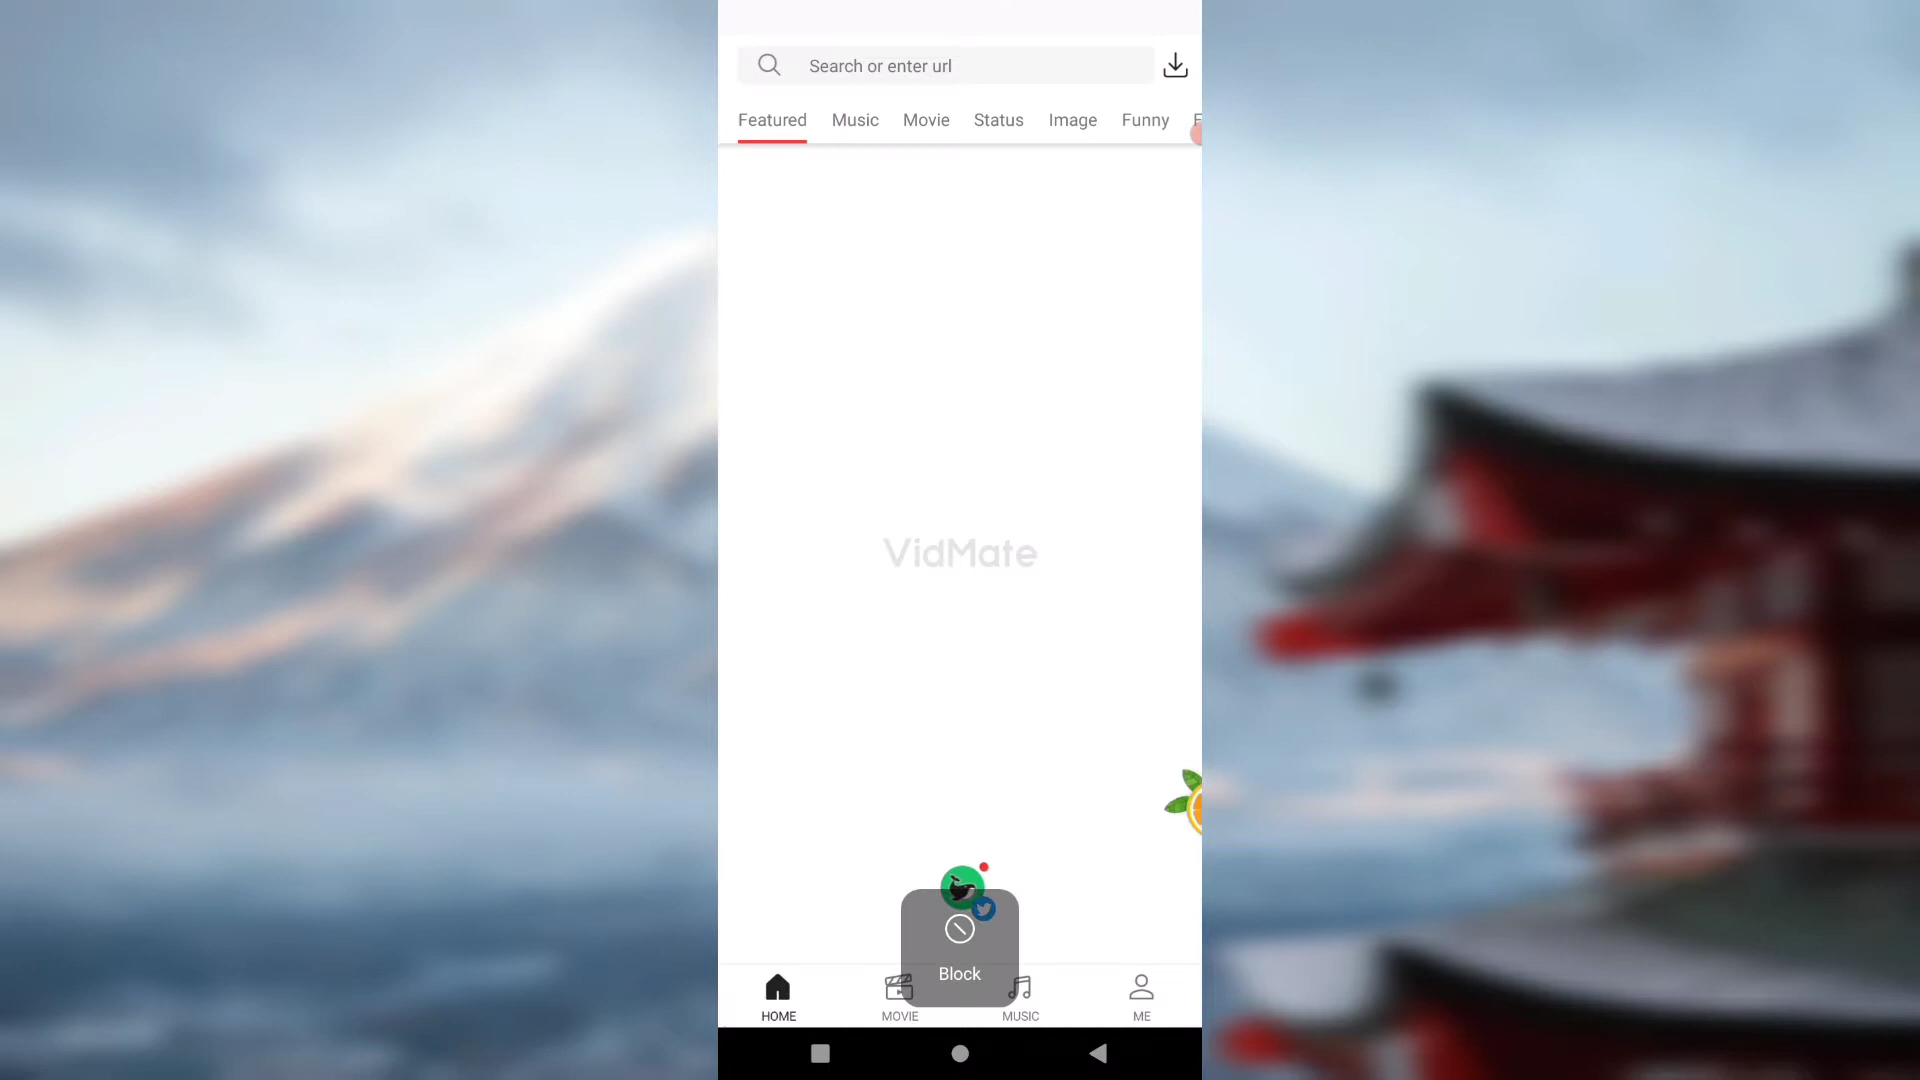 Search or enter url
Featured Music Movie Status Image Funny
VidMate
Block
HOME MOVIE MUSIC ME